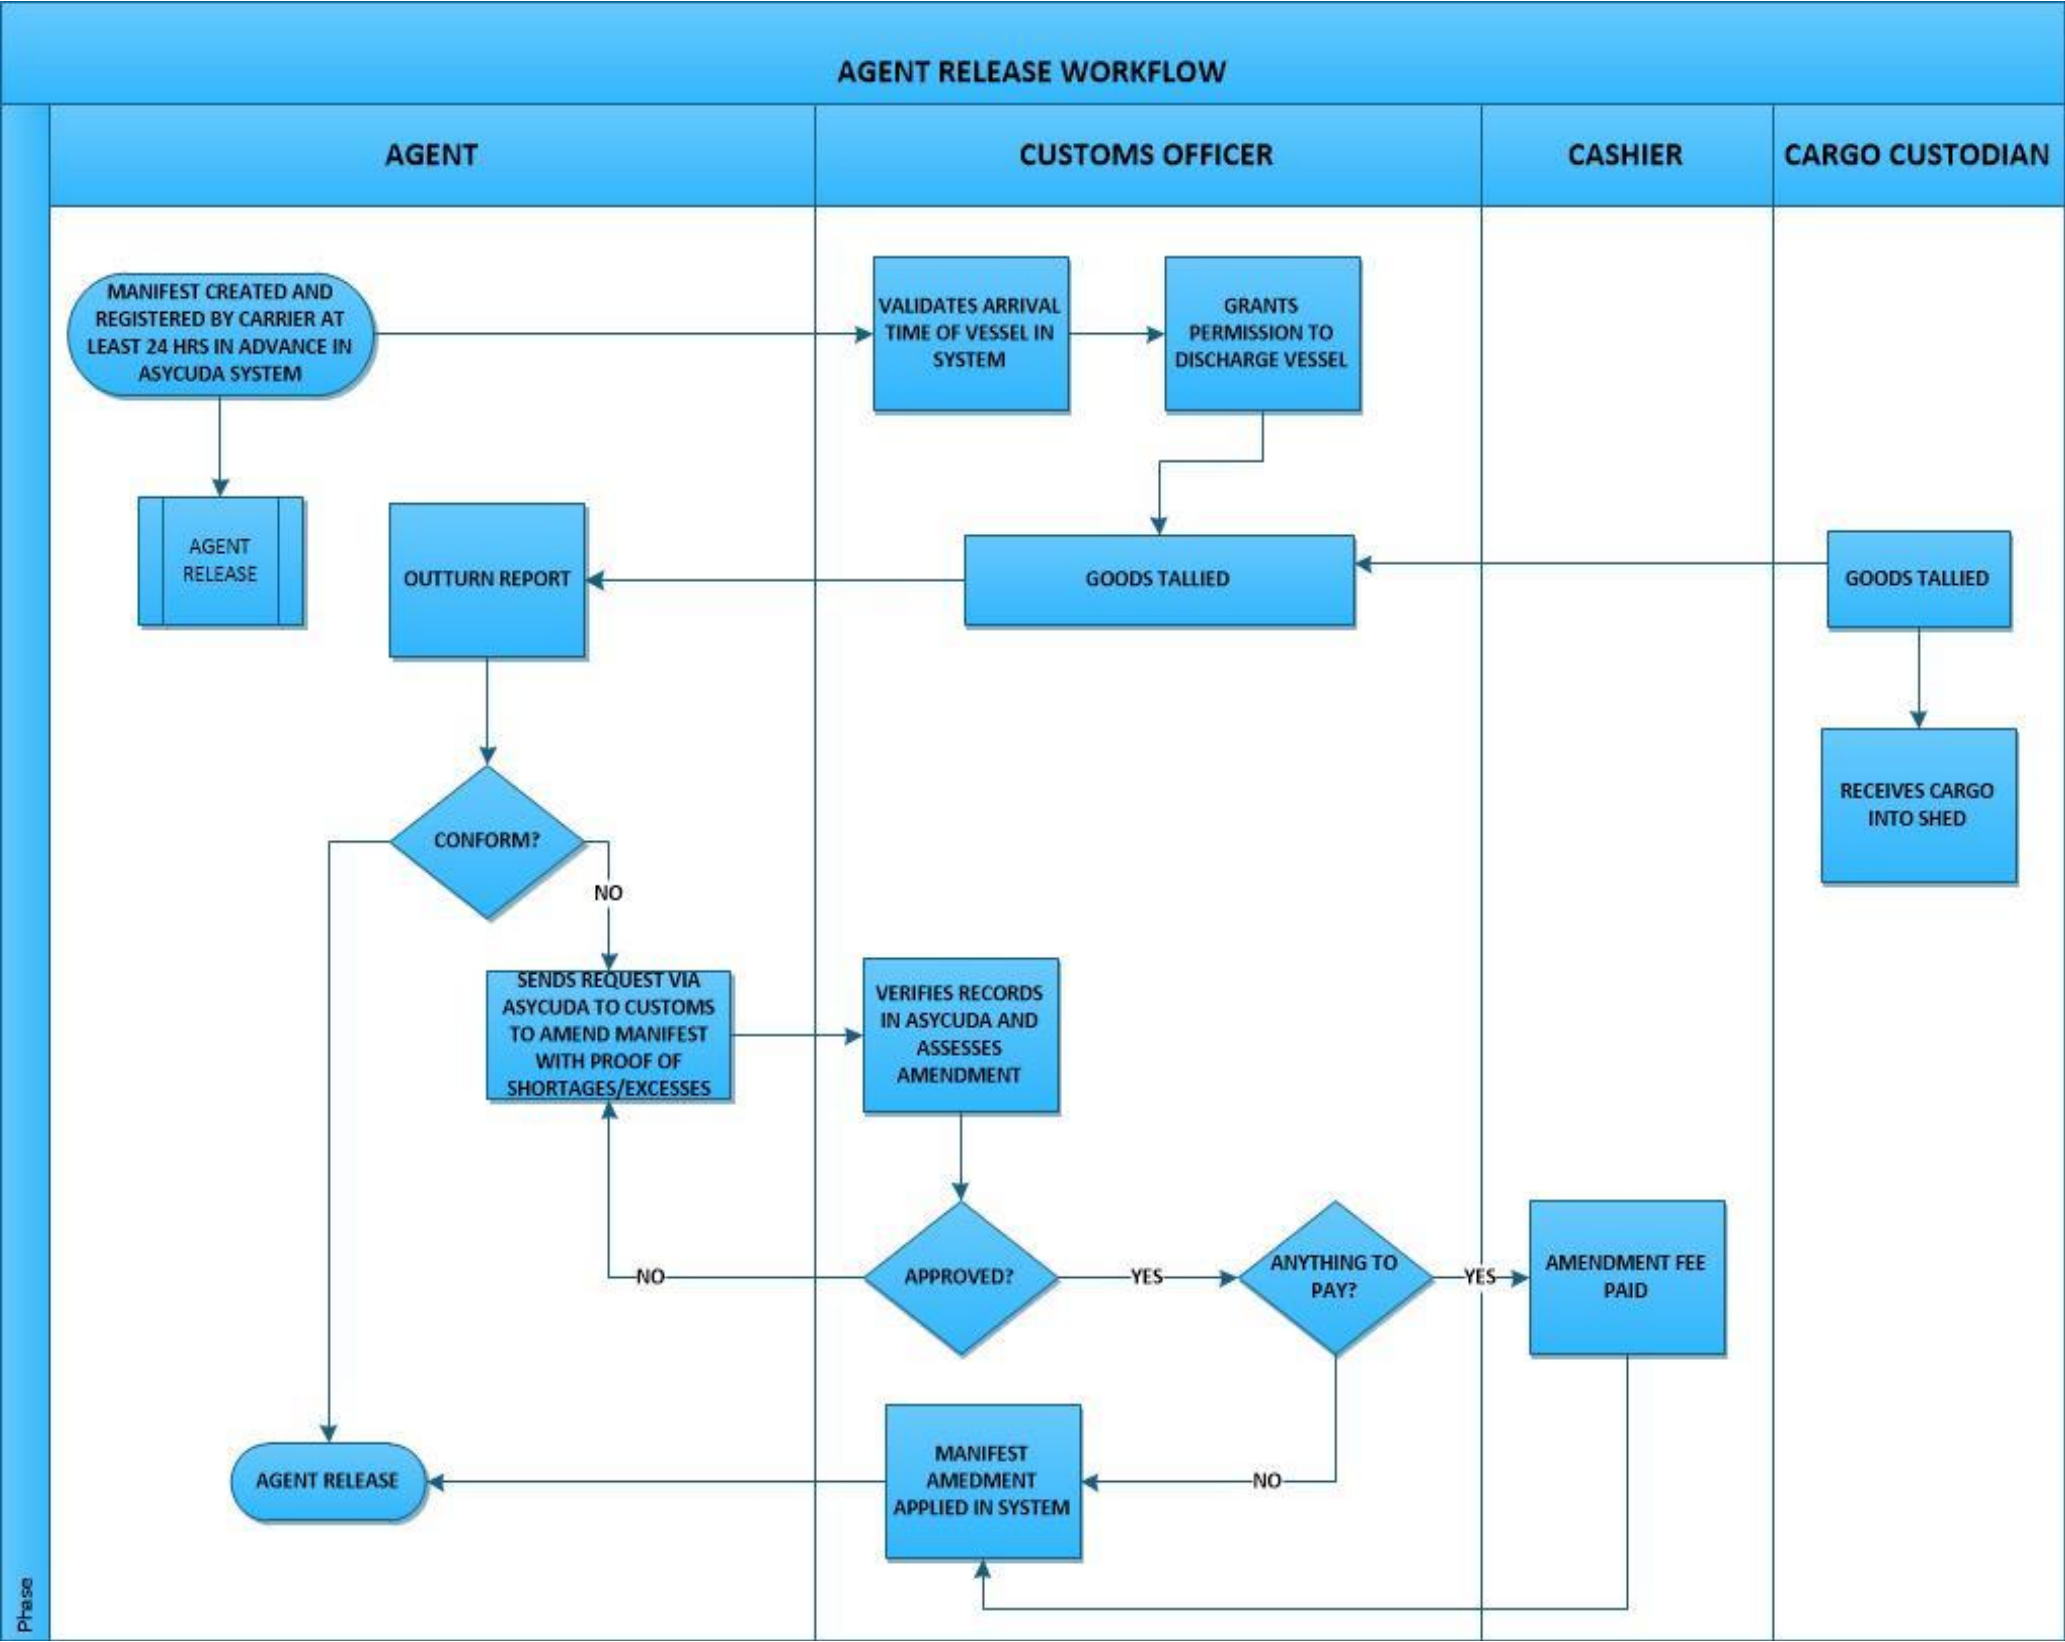 AGENT RELEASE WORKFLOW
AGENT
CUSTOMS OFFICER
CASHIER
CARGO CUSTODIAN
MANIFEST CREATED AND
REGISTERED BY CARRIER AT
LEAST 24 HRS IN ADVANCE IN
ASYCUDA SYSTEM
VALIDATES ARRIVAL
TIME OF VESSEL IN
SYSTEM
GRANTS
PERMISSION TO
DISCHARGE VESSEL
AGENT
RELEASE
OUTTURN REPORT
GOODS TALLIED
GOODS TALLIED
RECEIVES CARGO
INTO SHED
CONFORM?
NO
SENDS REQUEST VIA
ASYCUDA TO CUSTOMS
TO AMEND MANIFEST
WITH PROOF OF
SHORTAGES/EXCESSES
VERIFIES RECORDS
IN ASYCUDA AND
ASSESSES
AMENDMENT
NO
APPROVED?
YES
ANYTHING TO
PAY?
YES
AMENDMENT FEE
PAID
AGENT RELEASE
MANIFEST
AMEDMENT
APPLIED IN SYSTEM
NO
Phase